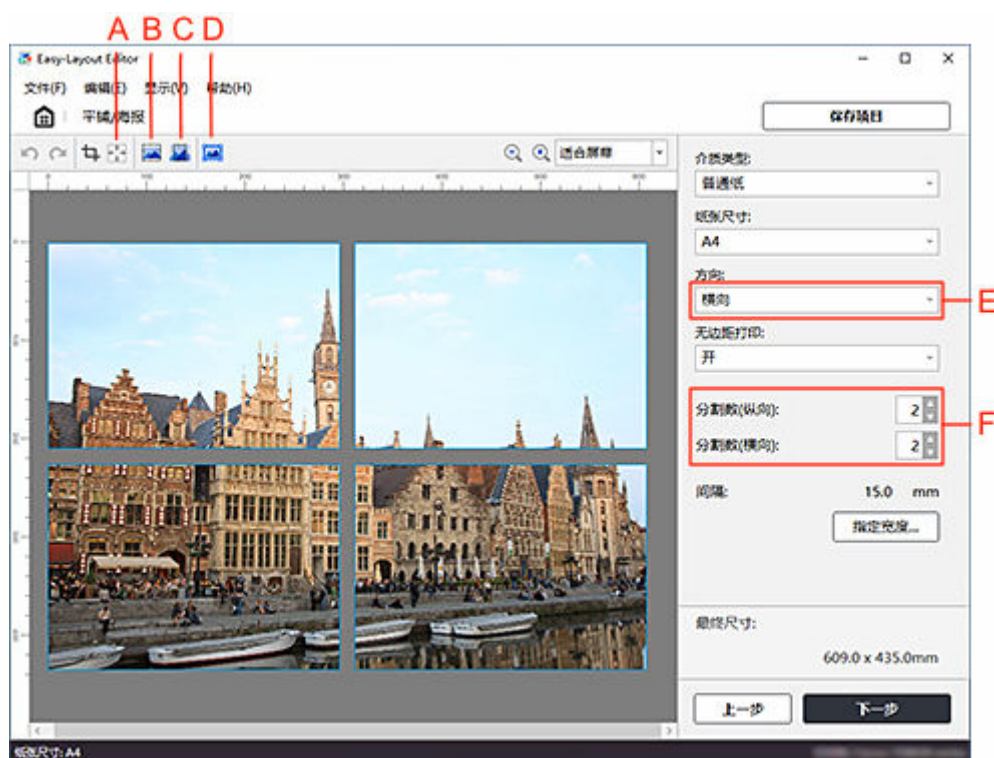 A B C D
Easy-Layout Editor
文件(F) 编辑(E) 显示(V) 帮助(H)
平铺/海报
保存项目
适合屏幕
介质类型:
普通纸
纸张尺寸:
A4
方向:
横向
E
无边距打印:
开
分割数(纵向): 2
F
分割数(横向): 2
间隔: 15.0 mm
指定宽度...
最终尺寸:
609.0 x 435.0mm
上一步 下一步
纸张尺寸: A4